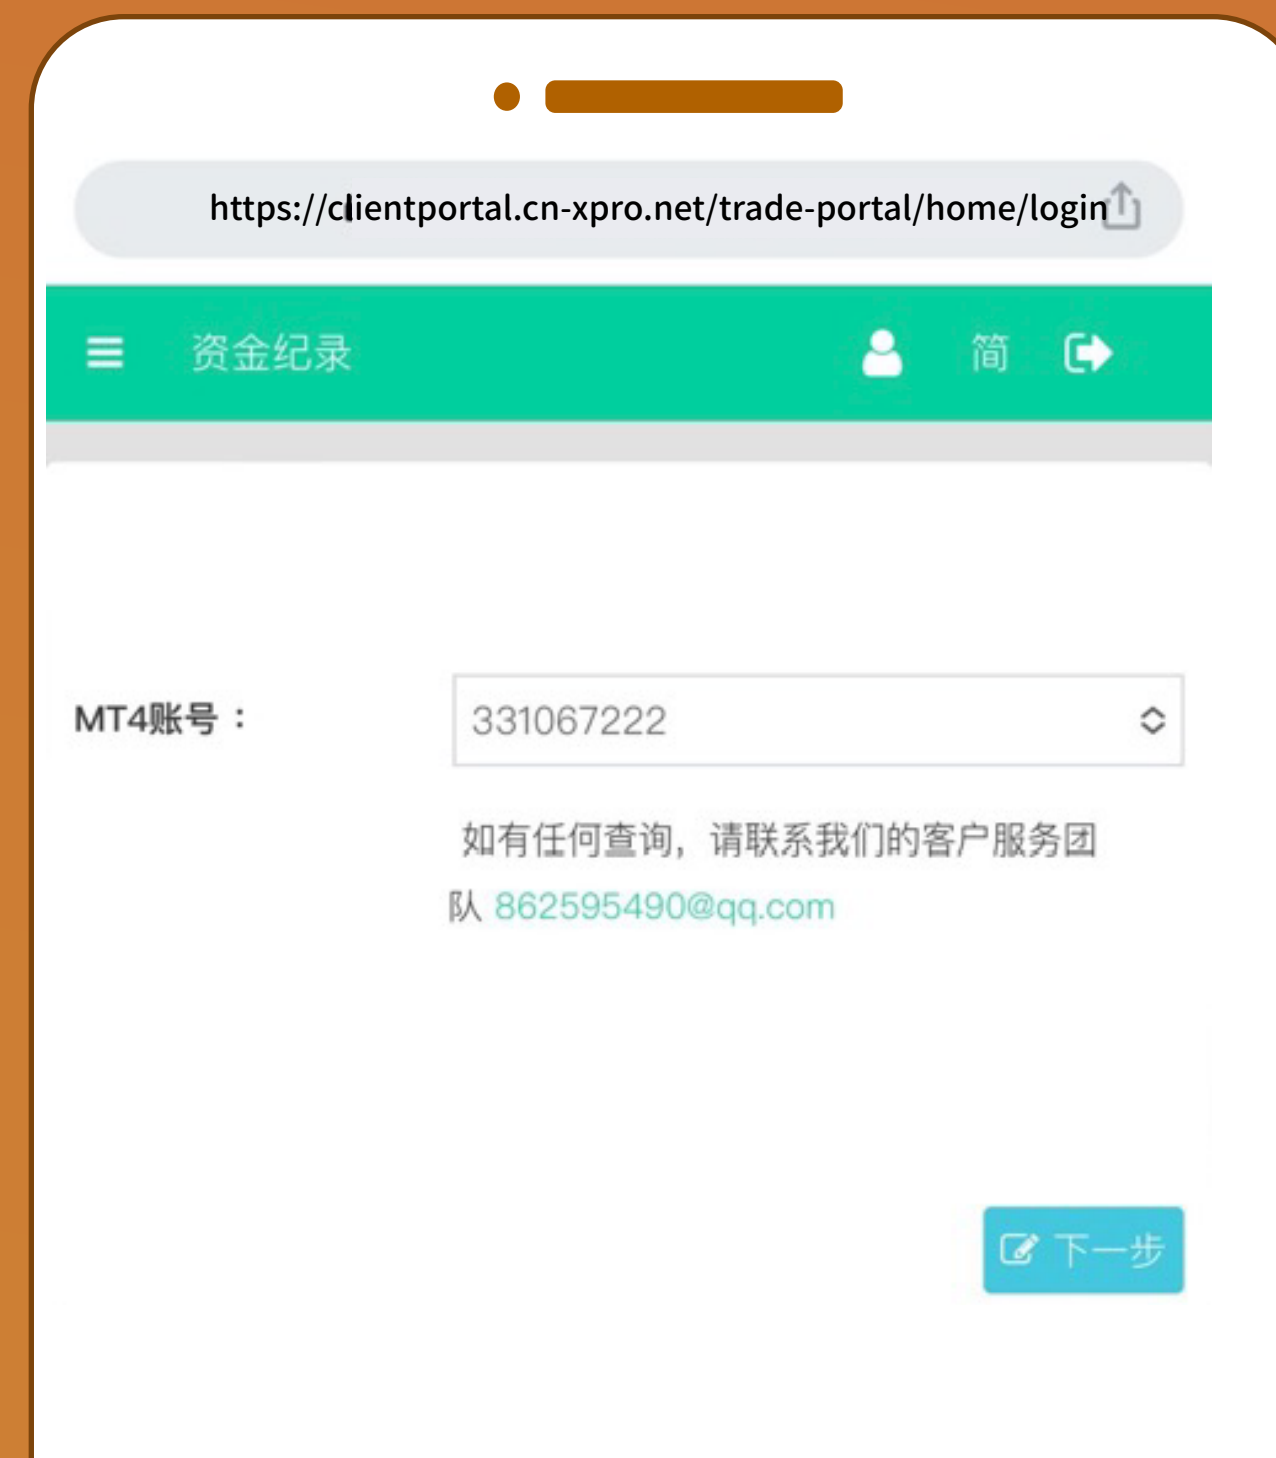 https://clientportal.cn-xpro.net/trade-portal/home/login
资金纪录
简
MT4账号：
331067222
如有任何查询，请联系我们的客户服务团
队 862595490@qq.com
下一步